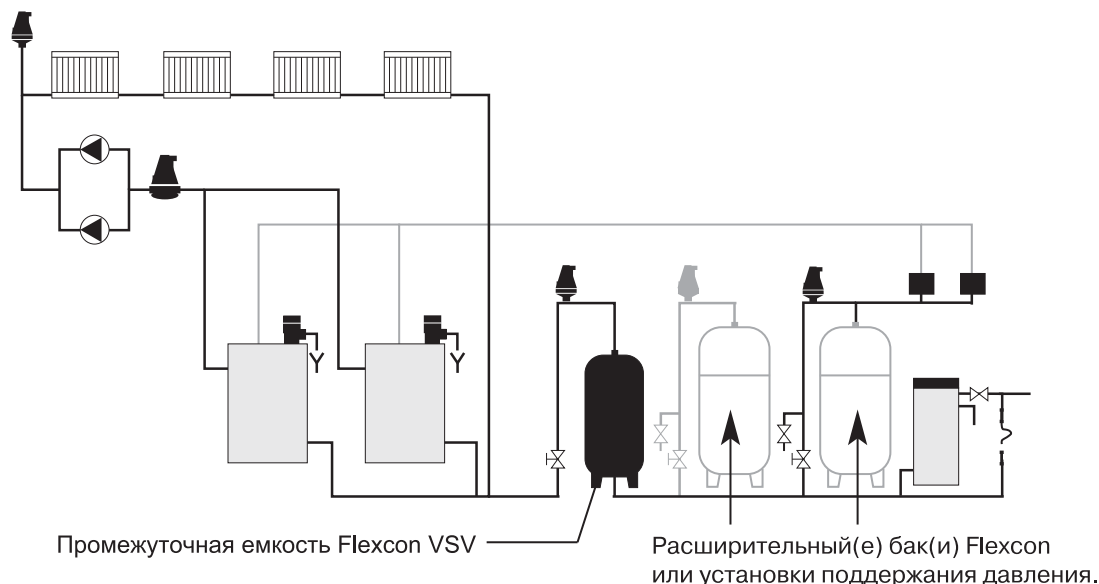 Промежуточная емкость Flexcon VSV
Расширительный(е) бак(и) Flexcon
или установки поддержания давления.